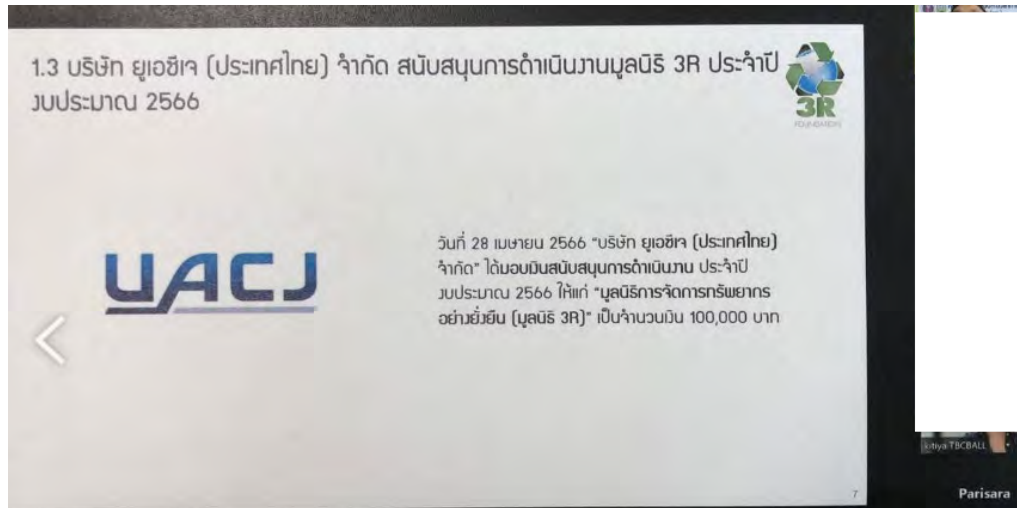 1.3 บริษัท ยูเอซีเจ (ประเทศไทย) จำกัด สนับสนุนการดำเนินงานมูลนิธิ 3R ประจำปี
งบประมาณ 2566
3R
FOUNDATION
UACJ
วันที่ 28 เมษายน 2566 "บริษัท ยูเอซีเจ (ประเทศไทย)
จำกัด" ได้มอบเงินสนับสนุนการดำเนินงาน ประจำปี
งบประมาณ 2566 ให้แก่ "มูลนิธิการจัดการทรัพยากร
อย่างยั่งยืน (มูลนิธิ 3R)" เป็นจำนวนเงิน 100,000 บาท
7
TBCBALL
Parisara